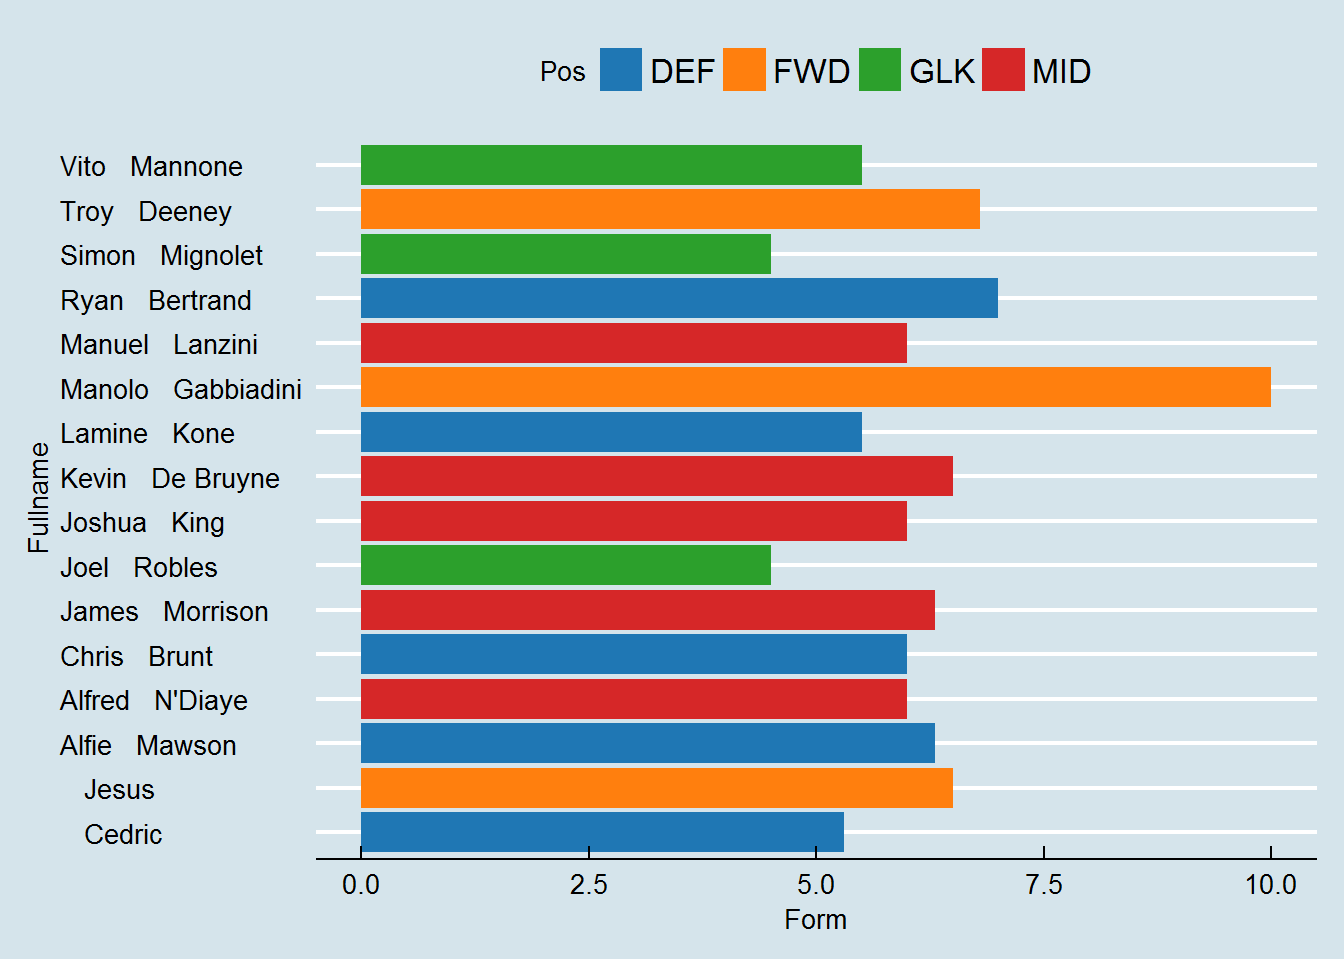 Pos DEF FWD GLK MID
Vito Mannone
Troy Deeney
Simon Mignolet
Ryan Bertrand
Manuel Lanzini
Manolo Gabbiadini
Lamine Kone
Kevin De Bruyne
Joshua King
Joel Robles
James Morrison
Chris Brunt
Alfred N'Diaye
Alfie Mawson
Jesus
Cedric
Fullname
0.0 2.5 5.0 7.5 10.0
Form